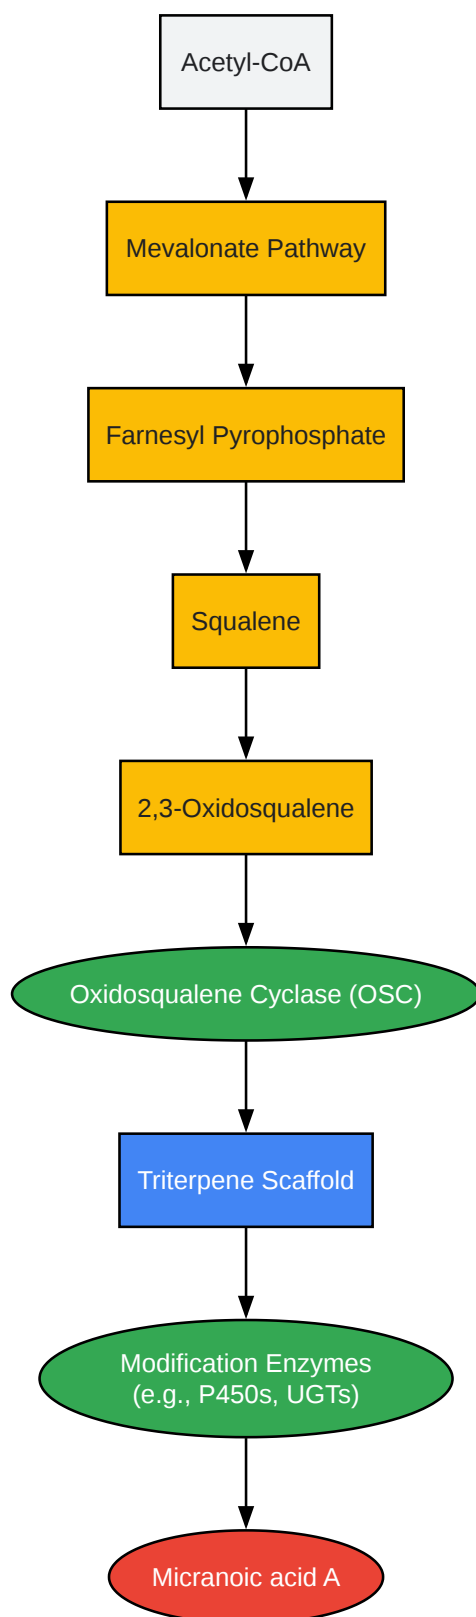 Acetyl-CoA
Mevalonate Pathway
Farnesyl Pyrophosphate
Squalene
2,3-Oxidosqualene
Oxidosqualene Cyclase (OSC)
Triterpene Scaffold
Modification Enzymes
(e.g., P450s, UGTs)
Micranoic acid A